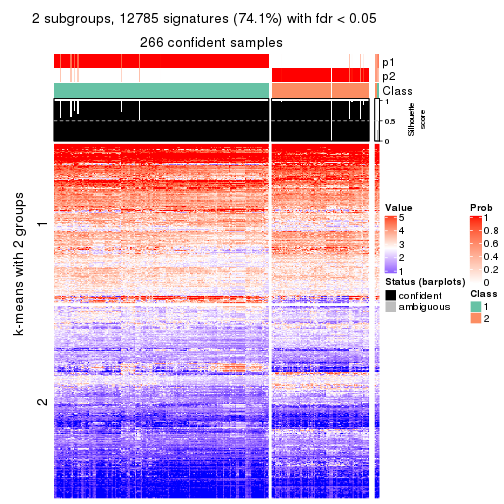 2 subgroups, 12785 signatures (74.1%) with fdr < 0.05
266 confident samples
p1
p2
Class
1
0.5
0
Silhouette
score
k-means with 2 groups
1
2
Value
5
4
3
2
1
Status (barplots)
confident
ambiguous
Prob
1
0.8
0.6
0.4
0.2
0
Class
1
2